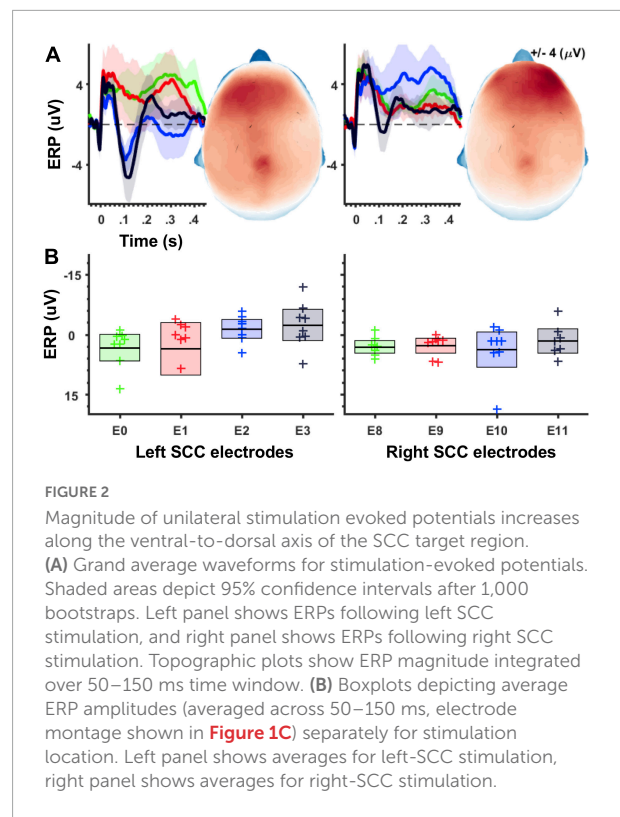 A
+/- 4 (μV)
ERP (uV)
4
-4
4
-4
0 .1 .2 .3 .4
0 .1 .2 .3 .4
Time (s)
B
ERP (uV)
-15
0
15
-15
0
15
E0 E1 E2 E3
E8 E9 E10 E11
Left SCC electrodes
Right SCC electrodes
FIGURE 2
Magnitude of unilateral stimulation evoked potentials increases
along the ventral-to-dorsal axis of the SCC target region.
(A) Grand average waveforms for stimulation-evoked potentials.
Shaded areas depict 95% confidence intervals after 1,000
bootstraps. Left panel shows ERPs following left SCC
stimulation, and right panel shows ERPs following right SCC
stimulation. Topographic plots show ERP magnitude integrated
over 50–150 ms time window. (B) Boxplots depicting average
ERP amplitudes (averaged across 50–150 ms, electrode
montage shown in Figure 1C) separately for stimulation
location. Left panel shows averages for left-SCC stimulation,
right panel shows averages for right-SCC stimulation.